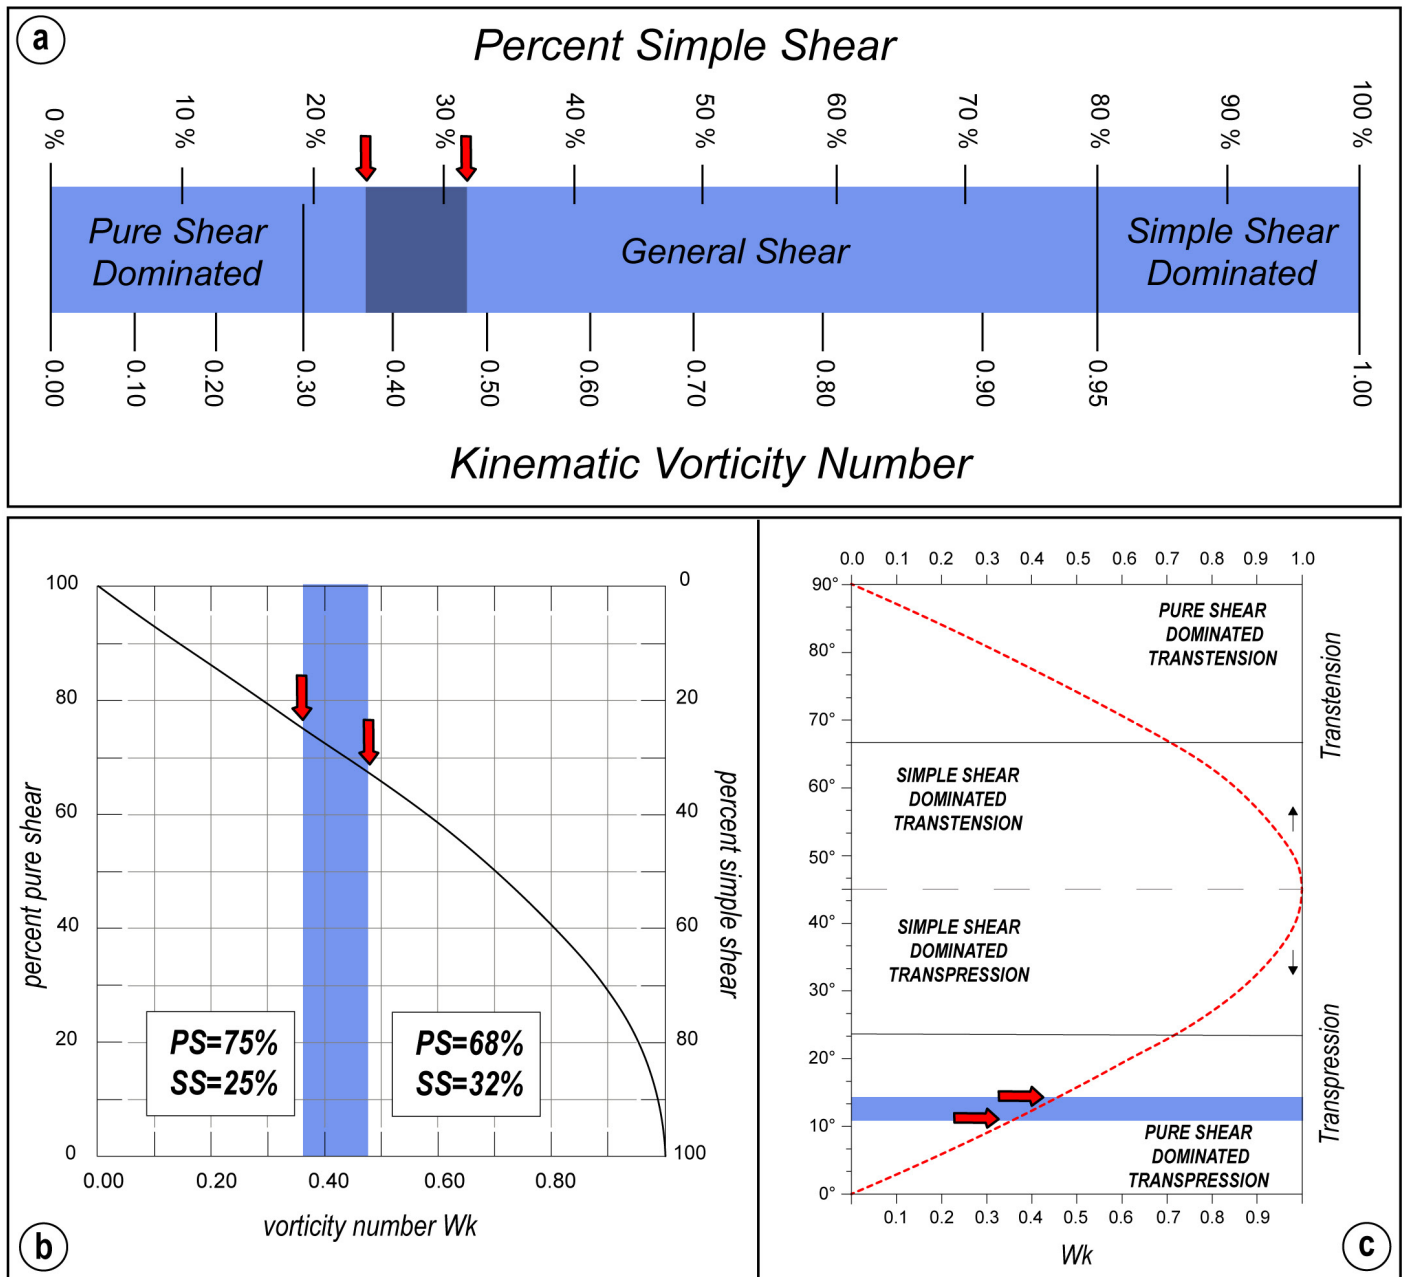 a
Percent Simple Shear
0 % 10 % 20 % 30 % 40 % 50 % 60 % 70 % 80 % 90 % 100 %
Pure Shear
Dominated
General Shear
Simple Shear
Dominated
0.00 0.10 0.20 0.30 0.40 0.50 0.60 0.70 0.80 0.90 0.95 1.00
Kinematic Vorticity Number
percent pure shear
100
80
60
40
20
0
0
20
40
60
80
100
percent simple shear
PS=75%
SS=25%
PS=68%
SS=32%
0.00 0.20 0.40 0.60 0.80
vorticity number Wk
b
0.0 0.1 0.2 0.3 0.4 0.5 0.6 0.7 0.8 0.9 1.0
90°
80°
70°
60°
50°
40°
30°
20°
10°
0°
PURE SHEAR
DOMINATED
TRANSTENSION
SIMPLE SHEAR
DOMINATED
TRANSTENSION
SIMPLE SHEAR
DOMINATED
TRANSPRESSION
PURE SHEAR
DOMINATED
TRANSPRESSION
Transtension
Transpression
0.1 0.2 0.3 0.4 0.5 0.6 0.7 0.8 0.9
Wk
c